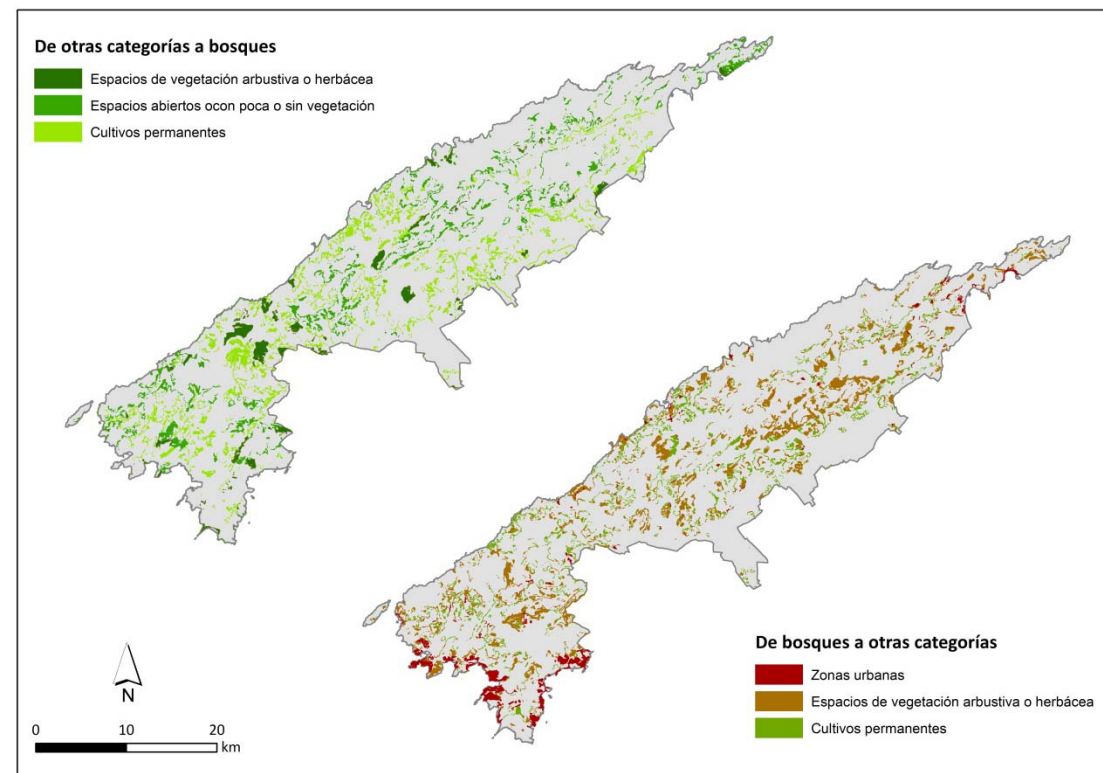 De otras categorías a bosques
Espacios de vegetación arbustiva o herbácea
Espacios abiertos ocon poca o sin vegetación
Cultivos permanentes
De bosques a otras categorías
Zonas urbanas
Espacios de vegetación arbustiva o herbácea
Cultivos permanentes
N
0 10 20
km